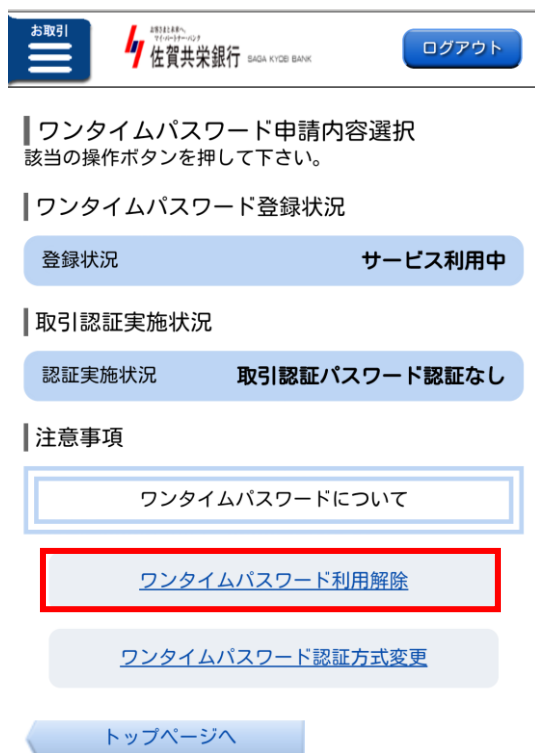 お取引
佐賀共栄銀行 SAGA KYOEI BANK
ログアウト
ワンタイムパスワード申請内容選択
該当の操作ボタンを押して下さい。
ワンタイムパスワード登録状況
登録状況 サービス利用中
取引認証実施状況
認証実施状況 取引認証パスワード認証なし
注意事項
ワンタイムパスワードについて
ワンタイムパスワード利用解除
ワンタイムパスワード認証方式変更
トップページへ